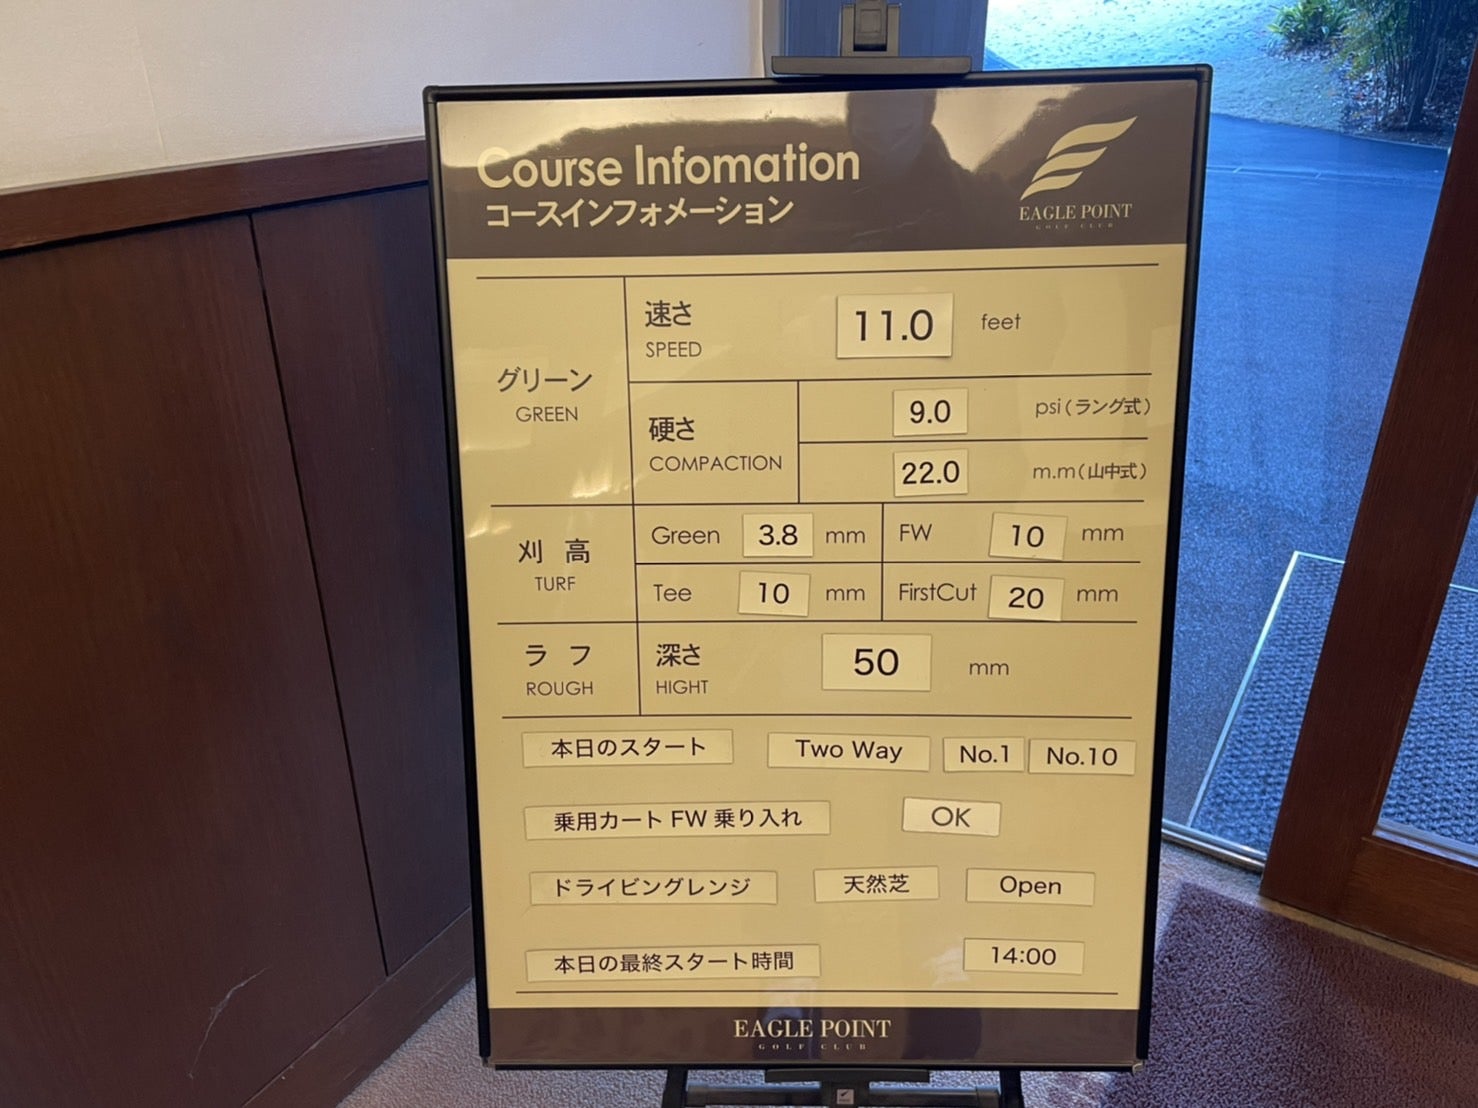 Course Infomation
コースインフォメーション
EAGLE POINT
GOLF CLUB
グリーン
GREEN
速さ
SPEED
11.0 feet
硬さ
COMPACTION
9.0 psi(ラング式)
22.0 m.m(山中式)
刈 高
TURF
Green 3.8 mm FW 10 mm
Tee 10 mm FirstCut 20 mm
ラ フ
ROUGH
深さ
HIGHT
50 mm
本日のスタート Two Way No.1 No.10
乗用カート FW 乗り入れ OK
ドライビングレンジ 天然芝 Open
本日の最終スタート時間 14:00
EAGLE POINT
GOLF CLUB